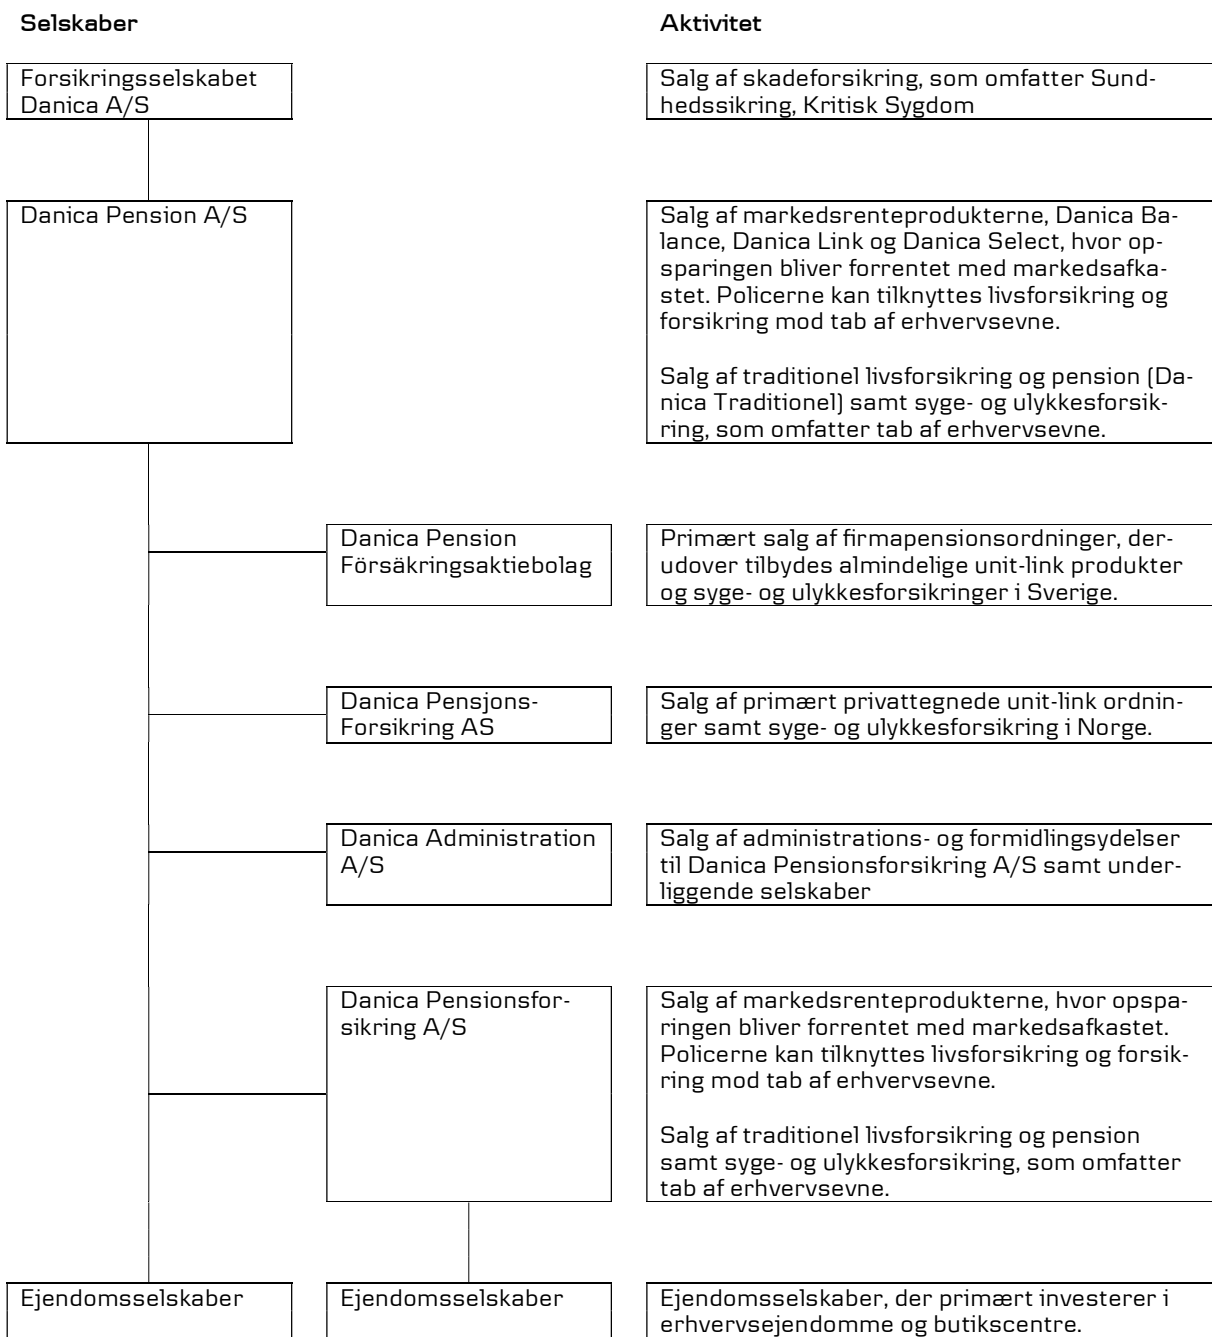 Selskaber
Aktivitet
Forsikringsselskabet
Danica A/S
Salg af skadeforsikring, som omfatter Sund-
hedssikring, Kritisk Sygdom
Danica Pension A/S
Salg af markedsrenteprodukterne, Danica Ba-
lance, Danica Link og Danica Select, hvor op-
sparingen bliver forrentet med markedsafka-
stet. Policerne kan tilknyttes livsforsikring og
forsikring mod tab af erhvervsevne.
Salg af traditionel livsforsikring og pension (Da-
nica Traditionel) samt syge- og ulykkesforsik-
ring, som omfatter tab af erhvervsevne.
Danica Pension
Försäkringsaktiebolag
Primært salg af firmapensionsordninger, der-
udover tilbydes almindelige unit-link produkter
og syge- og ulykkesforsikringer i Sverige.
Danica Pensjons-
Forsikring AS
Salg af primært privattegnede unit-link ordnin-
ger samt syge- og ulykkesforsikring i Norge.
Danica Administration
A/S
Salg af administrations- og formidlingsydelser
til Danica Pensionsforsikring A/S samt under-
liggende selskaber
Danica Pensionsfor-
sikring A/S
Salg af markedsrenteprodukterne, hvor opspa-
ringen bliver forrentet med markedsafkastet.
Policerne kan tilknyttes livsforsikring og forsik-
ring mod tab af erhvervsevne.
Salg af traditionel livsforsikring og pension
samt syge- og ulykkesforsikring, som omfatter
tab af erhvervsevne.
Ejendomsselskaber
Ejendomsselskaber
Ejendomsselskaber, der primært investerer i
erhvervsejendomme og butikscentre.